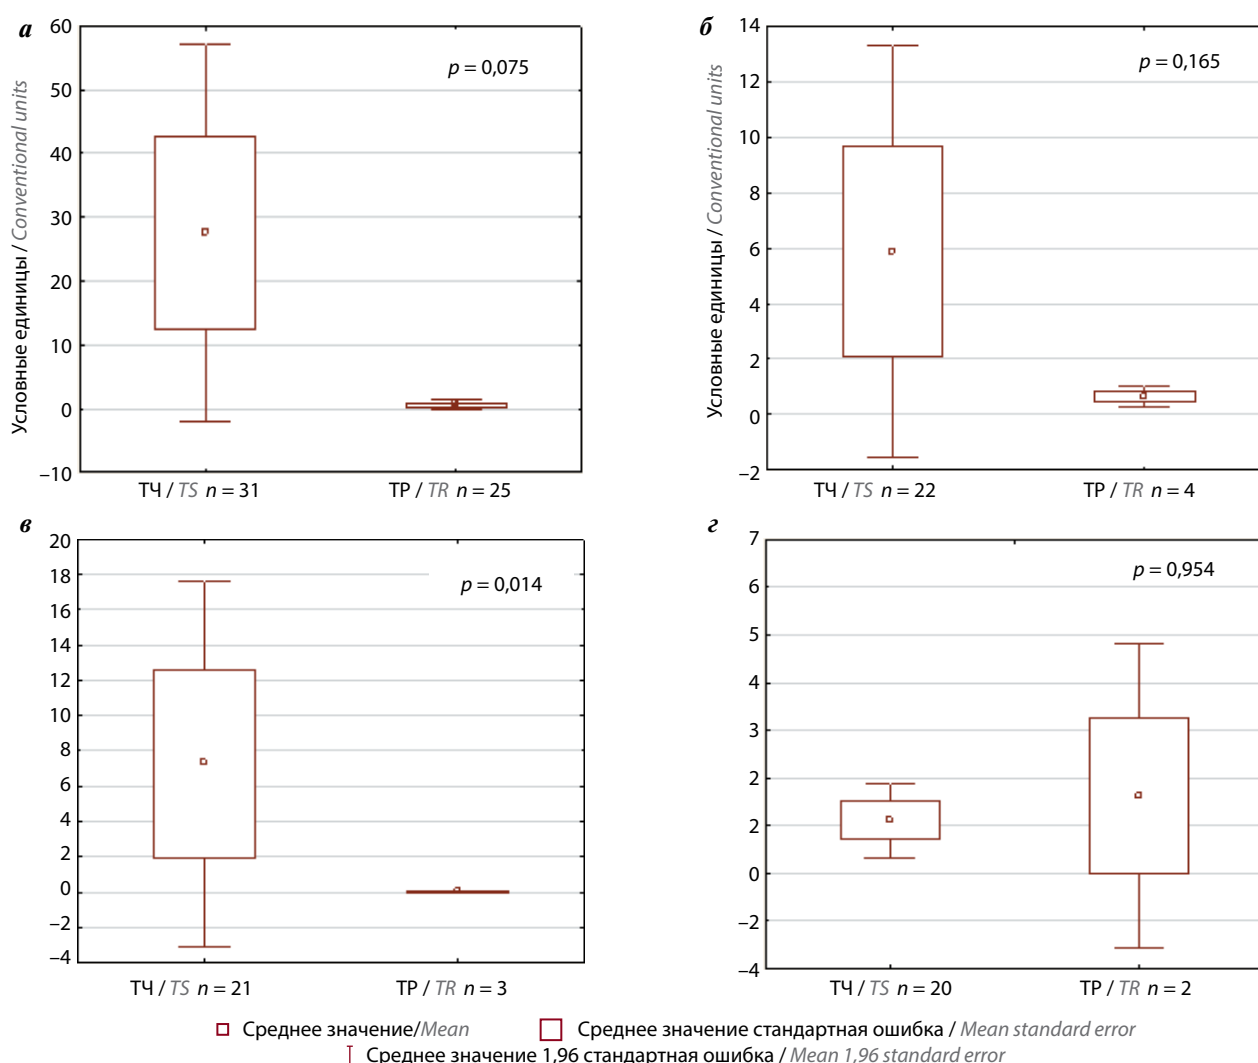 а
60
50
40
30
20
10
0
–10
Условные единицы / Conventional units
p = 0,075
ТЧ / TS n = 31
ТР / TR n = 25
б
14
12
10
8
6
4
2
0
–2
Условные единицы / Conventional units
p = 0,165
ТЧ / TS n = 22
ТР / TR n = 4
в
20
18
16
14
12
10
8
6
4
2
0
–2
–4
p = 0,014
ТЧ / TS n = 21
ТР / TR n = 3
г
7
6
5
4
3
2
2
0
–2
–4
p = 0,954
ТЧ / TS n = 20
ТР / TR n = 2
Среднее значение/Mean
Среднее значение стандартная ошибка / Mean standard error
Среднее значение 1,96 стандартная ошибка / Mean 1,96 standard error